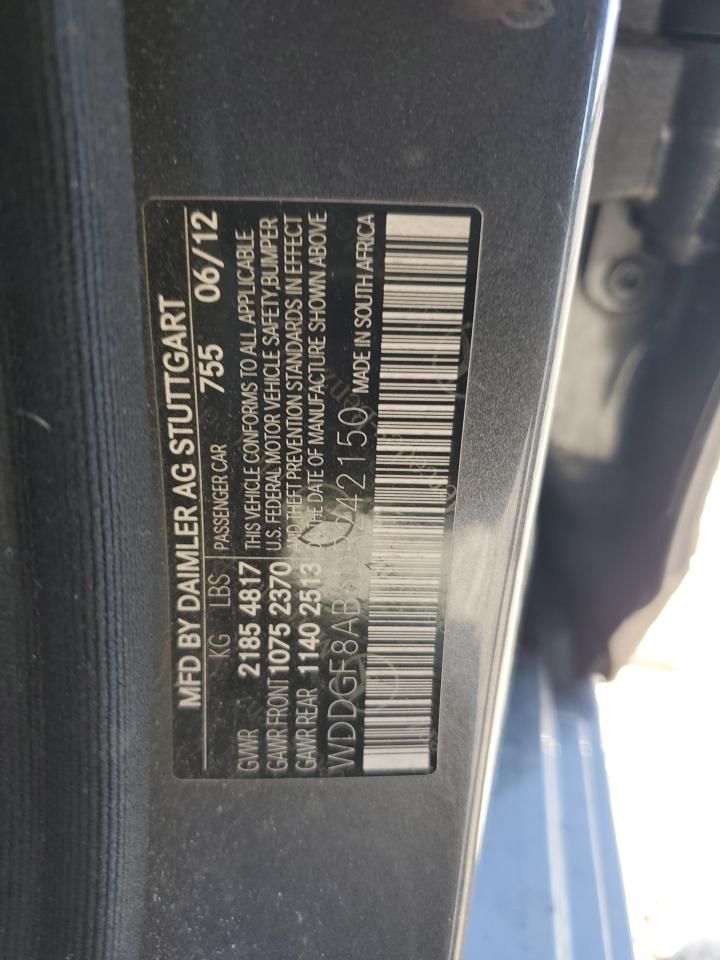 MFD BY DAIMLER AG STUTTGART
KG LBS PASSENGER CAR 755 06/12
GVWR 2185 4817 THIS VEHICLE CONFORMS TO ALL APPLICABLE
GAWR FRONT 1075 2370 U.S. FEDERAL MOTOR VEHICLE SAFETY,BUMPER
GAWR REAR 1140 2513 AND THEFT PREVENTION STANDARDS IN EFFECT
ON THE DATE OF MANUFACTURE SHOWN ABOVE
WDDGF8AB6DR242150 MADE IN SOUTH AFRICA